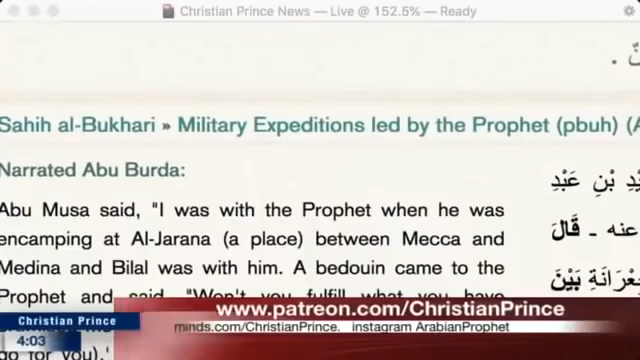 Christian Prince News — Live @ 152.5% — Ready
Sahih al-Bukhari » Military Expeditions led by the Prophet (pbuh) (A
Narrated Abu Burda:
Abu Musa said, "I was with the Prophet when he was
encamping at Al-Jarana (a place) between Mecca and
Medina and Bilal was with him. A bedouin came to the
Prophet and said, "Won't you fulfill what you have
go for you).'
بْنِ عَبْدِ
عنه ـ قَالَ
بَيْنَ
www.patreon.com/ChristianPrince
Christian Prince
minds.com/ChristianPrince. instagram ArabianProphet
4:03